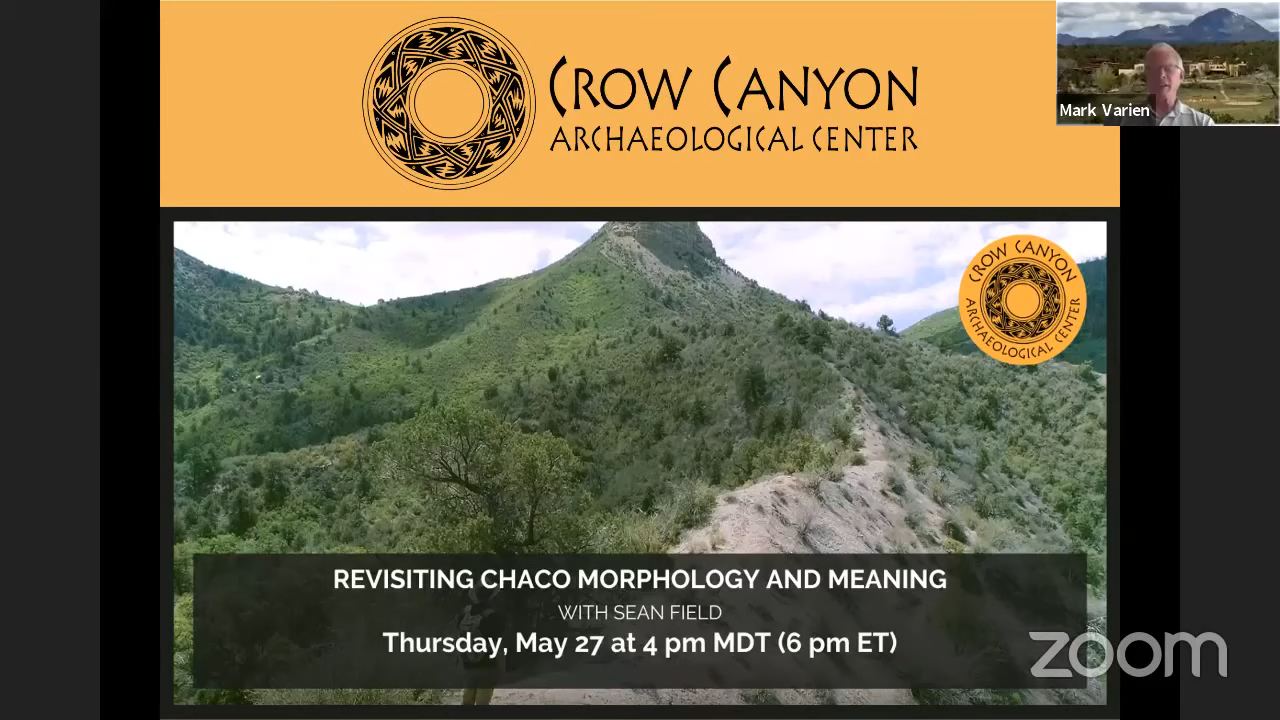 CROW CANYON
ARCHAEOLOGICAL CENTER
Mark Varien
CROW CANYON
ARCHAEOLOGICAL CENTER
REVISITING CHACO MORPHOLOGY AND MEANING
WITH SEAN FIELD
Thursday, May 27 at 4 pm MDT (6 pm ET)
zoom